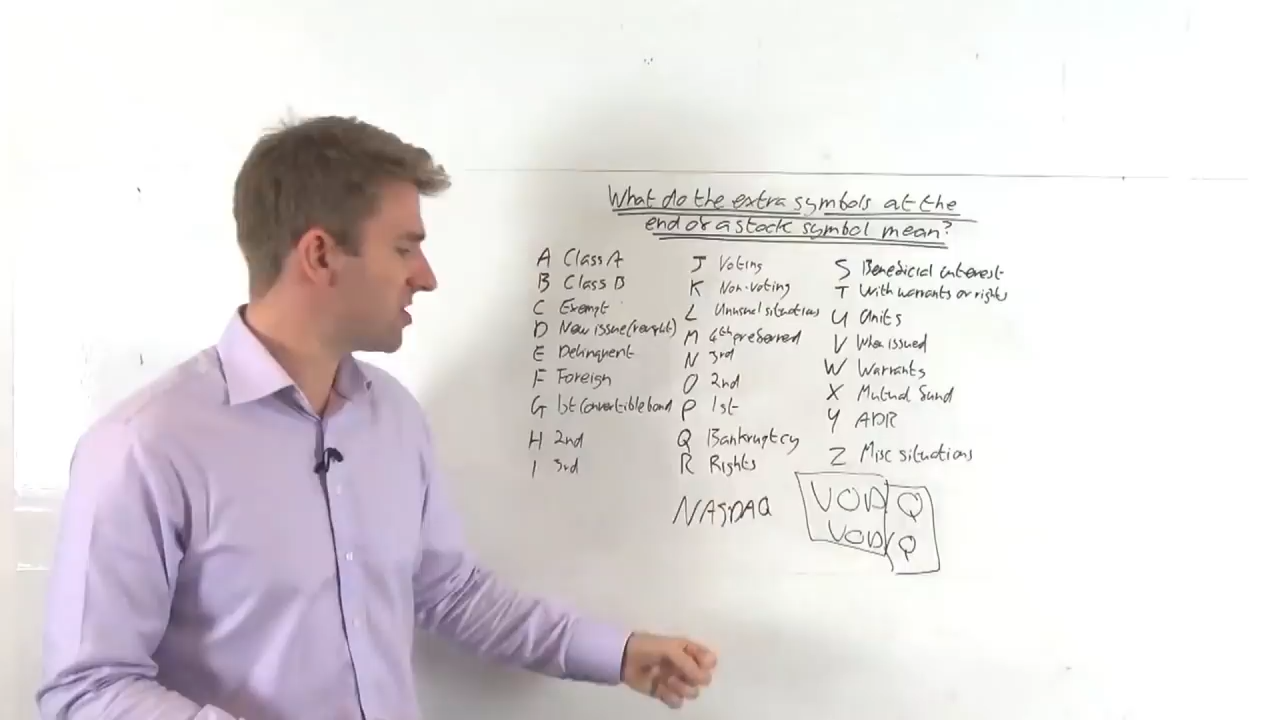 What do the extra symbols at the
end of a stock symbol mean?
A Class A
B Class B
C Exempt
D New issue
E Delinquent
F Foreign
G 1st convertible bond
H 2nd
I 3rd
J Voting
K Non-voting
L Unusual situations
M 4th preferred
N 3rd
O 2nd
P 1st
Q Bankruptcy
R Rights
S Beneficial interest
T With warrants or rights
U Units
V When issued
W Warrants
X Mutual fund
Y ADR
Z Misc situations
NASDAQ
VOD Q
VOD Q